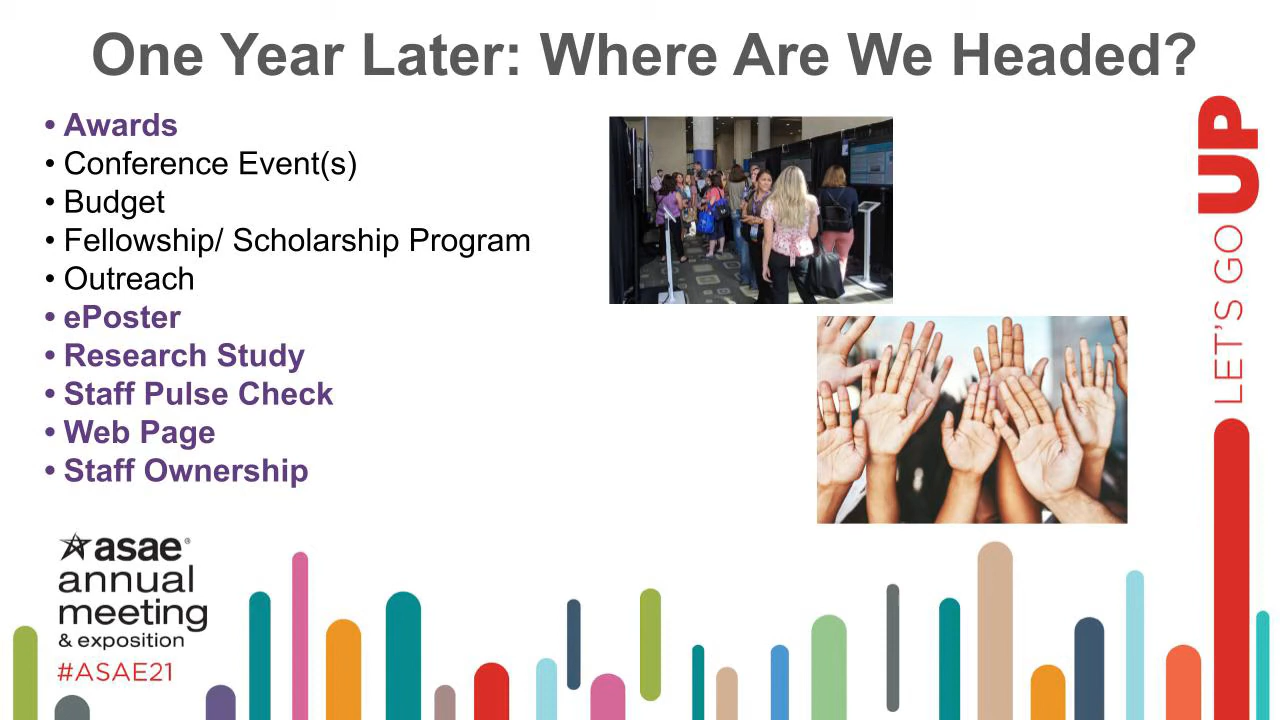 One Year Later: Where Are We Headed?
• Awards
• Conference Event(s)
• Budget
• Fellowship/ Scholarship Program
• Outreach
• ePoster
• Research Study
• Staff Pulse Check
• Web Page
• Staff Ownership
asae®
annual
meeting
& exposition
#ASAE21
LET'S GO UP